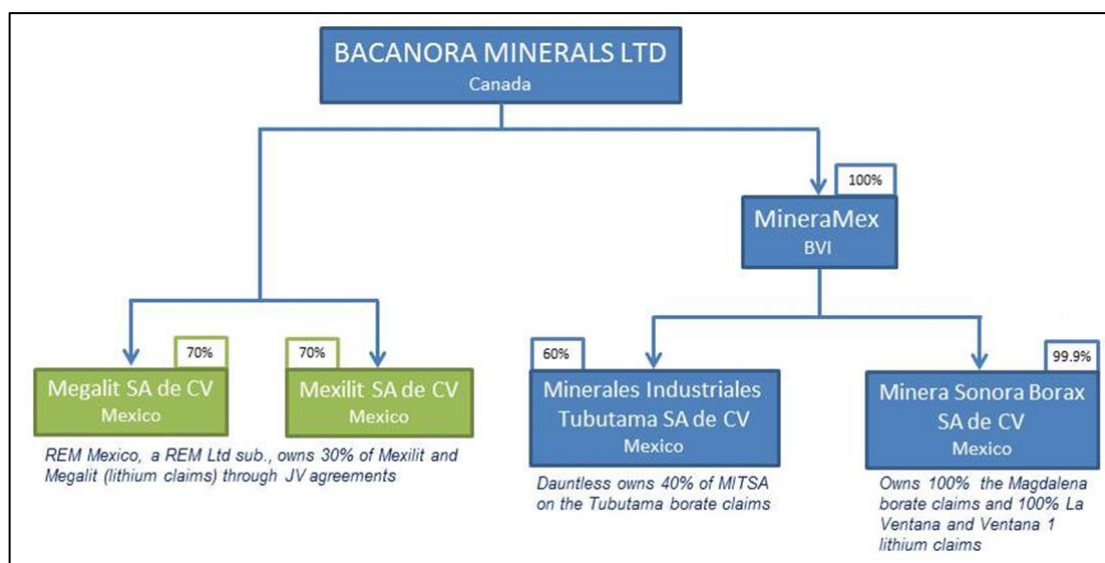 BACANORA MINERALS LTD
Canada
100%
MineraMex
BVI
70%
Megalit SA de CV
Mexico
70%
Mexilit SA de CV
Mexico
REM Mexico, a REM Ltd sub., owns 30% of Mexilit and
Megalit (lithium claims) through JV agreements
60%
Minerales Industriales
Tubutama SA de CV
Mexico
Dauntless owns 40% of MITSA
on the Tubutama borate claims
99.9%
Minera Sonora Borax
SA de CV
Mexico
Owns 100% the Magdalena
borate claims and 100% La
Ventana and Ventana 1
lithium claims